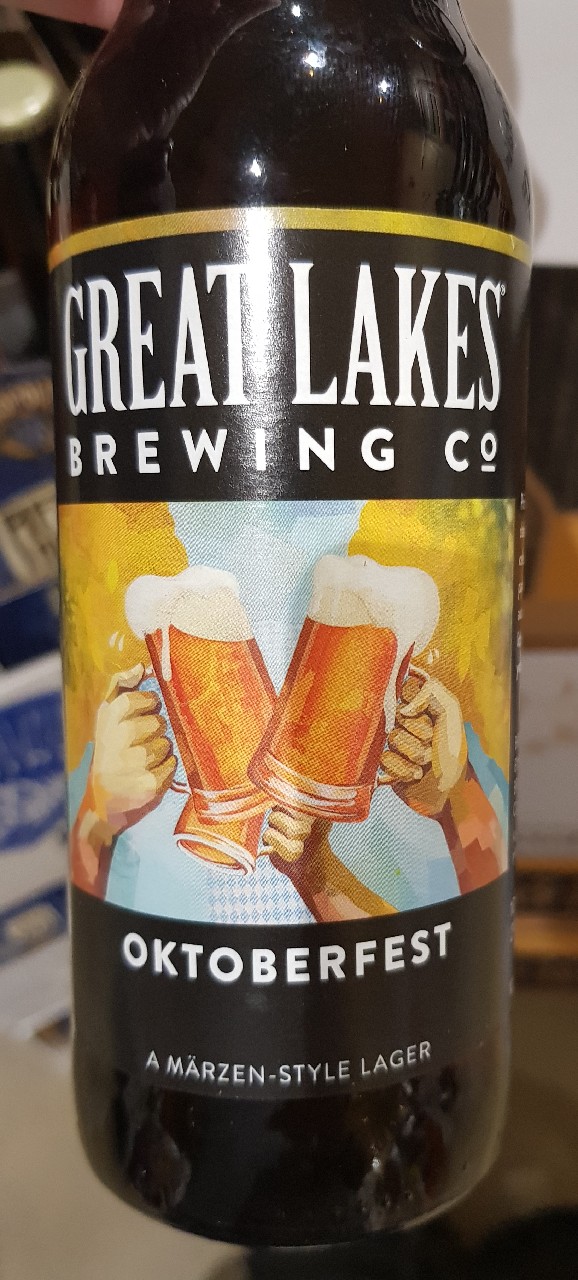 GREAT LAKES
BREWING Cº
OKTOBERFEST
A MÄRZEN-STYLE LAGER